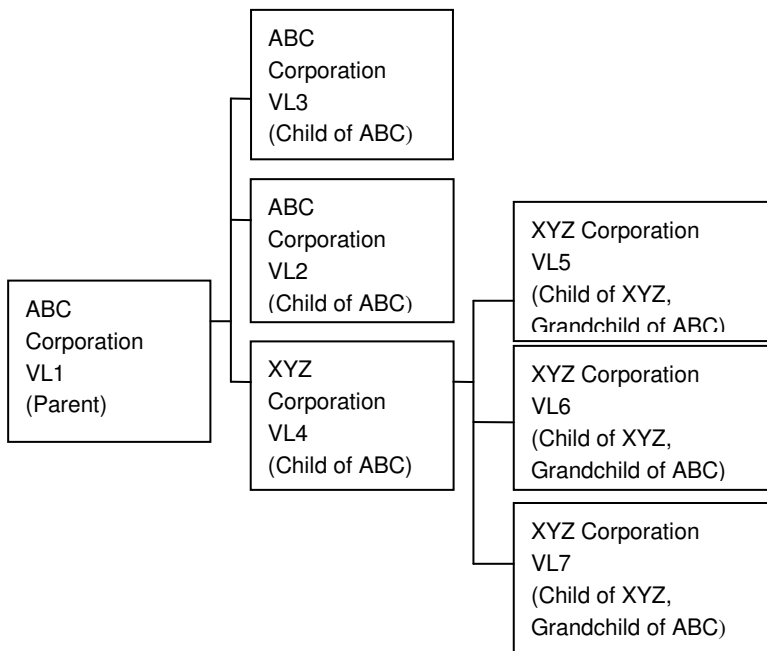 ABC
Corporation
VL3
(Child of ABC)
ABC
Corporation
VL2
(Child of ABC)
ABC
Corporation
VL1
(Parent)
XYZ
Corporation
VL4
(Child of ABC)
XYZ Corporation
VL5
(Child of XYZ,
Grandchild of ABC)
XYZ Corporation
VL6
(Child of XYZ,
Grandchild of ABC)
XYZ Corporation
VL7
(Child of XYZ,
Grandchild of ABC)